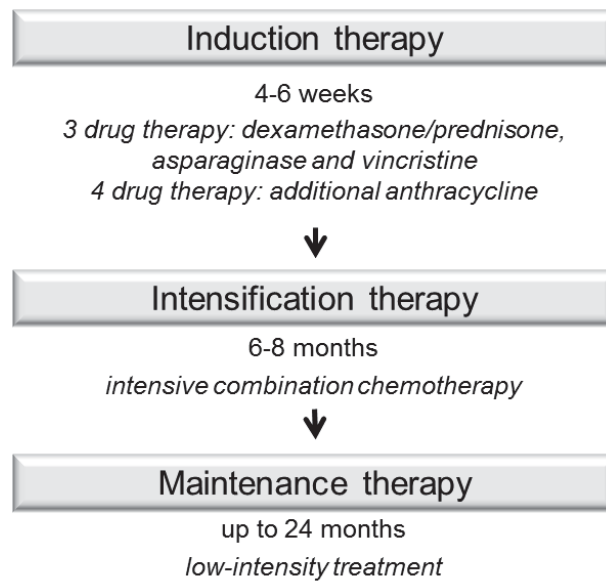 Induction therapy
4-6 weeks
3 drug therapy: dexamethasone/prednisone,
asparaginase and vincristine
4 drug therapy: additional anthracycline
Intensification therapy
6-8 months
intensive combination chemotherapy
Maintenance therapy
up to 24 months
low-intensity treatment